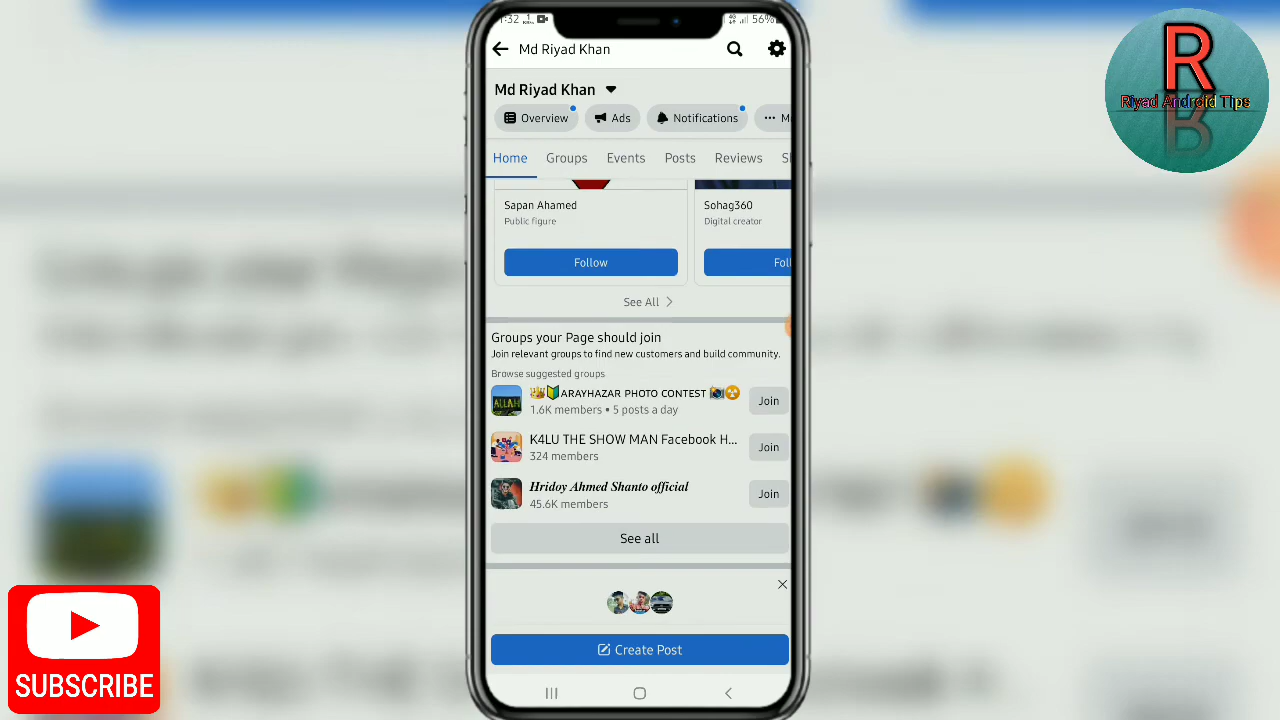 :32
56%
Md Riyad Khan
Md Riyad Khan
Overview
Ads
Notifications
Home
Groups
Events
Posts
Reviews
Sapan Ahamed
Public figure
Follow
Sohag360
Digital creator
Foll
See All
Groups your Page should join
Join relevant groups to find new customers and build community.
Browse suggested groups
👑🔰ARAYHAZAR PHOTO CONTEST 📸☢️
1.6K members • 5 posts a day
Join
K4LU THE SHOW MAN Facebook H...
324 members
Join
Hridoy Ahmed Shanto official
45.6K members
Join
See all
Create Post
R
Riyad Android Tips
SUBSCRIBE